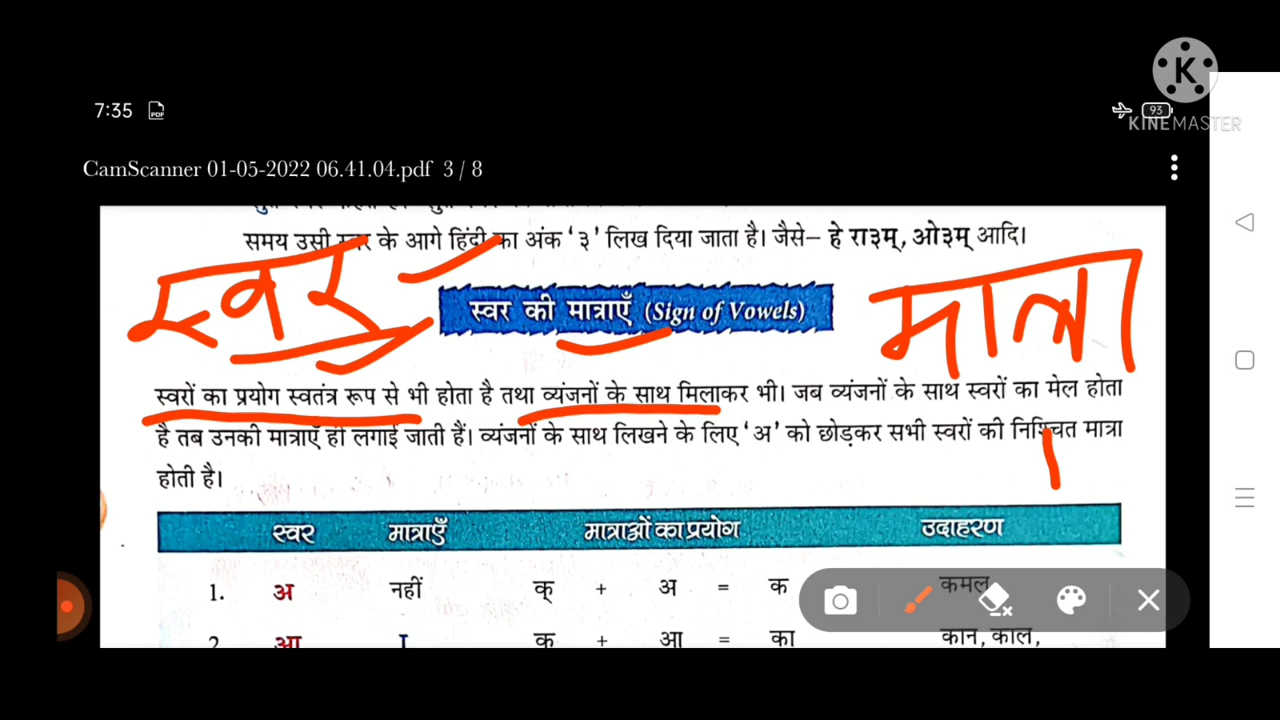 7:35
93
KINEMASTER
CamScanner 01-05-2022 06.41.04.pdf 3 / 8
समय उसी स्वर के आगे हिंदी का अंक ‘३’ लिख दिया जाता है। जैसे– हे रा३म्, ओ३म् आदि।
स्वर
माला
स्वर की मात्राएँ (Sign of Vowels)
स्वरों का प्रयोग स्वतंत्र रूप से भी होता है तथा व्यंजनों के साथ मिलाकर भी। जब व्यंजनों के साथ स्वरों का मेल होता
है तब उनकी मात्राएँ ही लगाई जाती हैं। व्यंजनों के साथ लिखने के लिए ‘अ’ को छोड़कर सभी स्वरों की निश्चित मात्रा
होती है।
स्वर मात्राएँ मात्राओं का प्रयोग उदाहरण
1. अ नहीं क् + अ = क कमल
2 आ ा क + आ = का कान, काल,